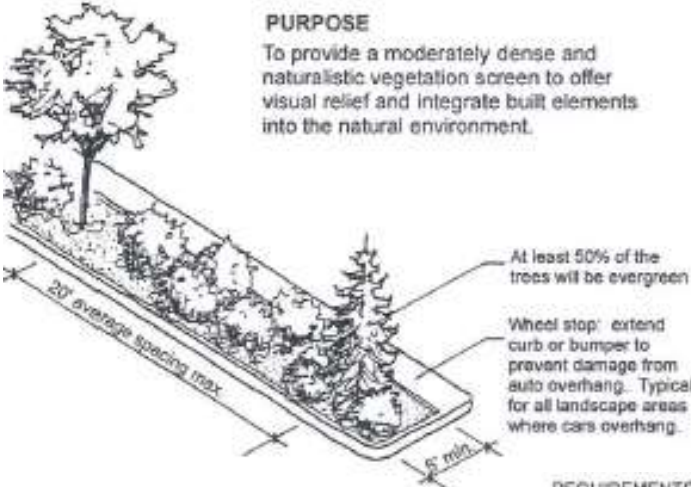 PURPOSE
To provide a moderately dense and
naturalistic vegetation screen to offer
visual relief and integrate built elements
into the natural environment.
At least 50% of the
trees will be evergreen
Wheel stop: extend
curb or bumper to
prevent damage from
auto overhang. Typical
for all landscape areas
where cars overhang.
20' average spacing max
min.
REQUIREMENTS